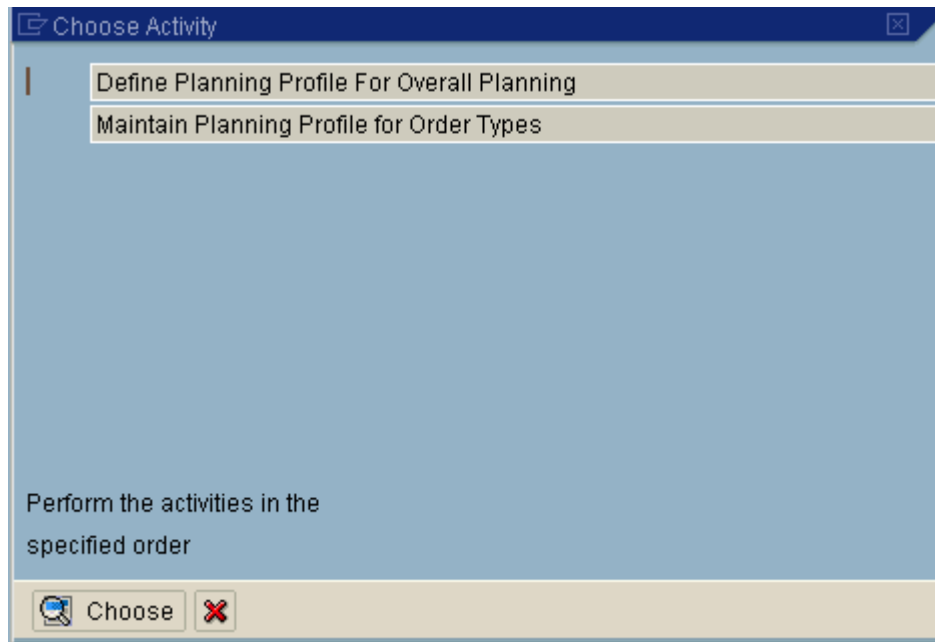 Choose Activity
Define Planning Profile For Overall Planning
Maintain Planning Profile for Order Types
Perform the activities in the
specified order
Choose